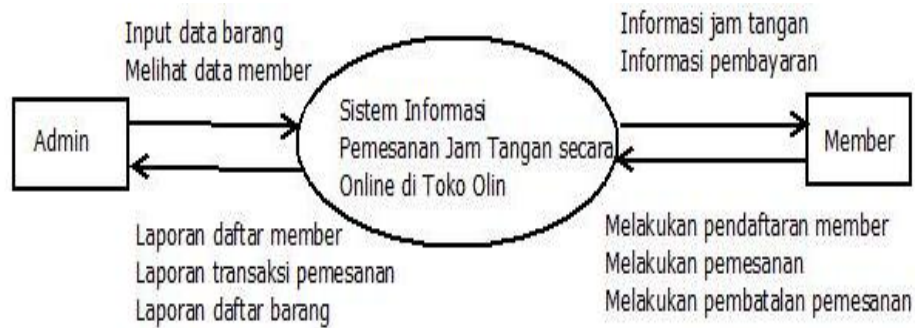 Input data barang
Melihat data member
Informasi jam tangan
Informasi pembayaran
Admin
Sistem Informasi
Pemesanan Jam Tangan secara
Online di Toko Olin
Member
Laporan daftar member
Laporan transaksi pemesanan
Laporan daftar barang
Melakukan pendaftaran member
Melakukan pemesanan
Melakukan pembatalan pemesanan